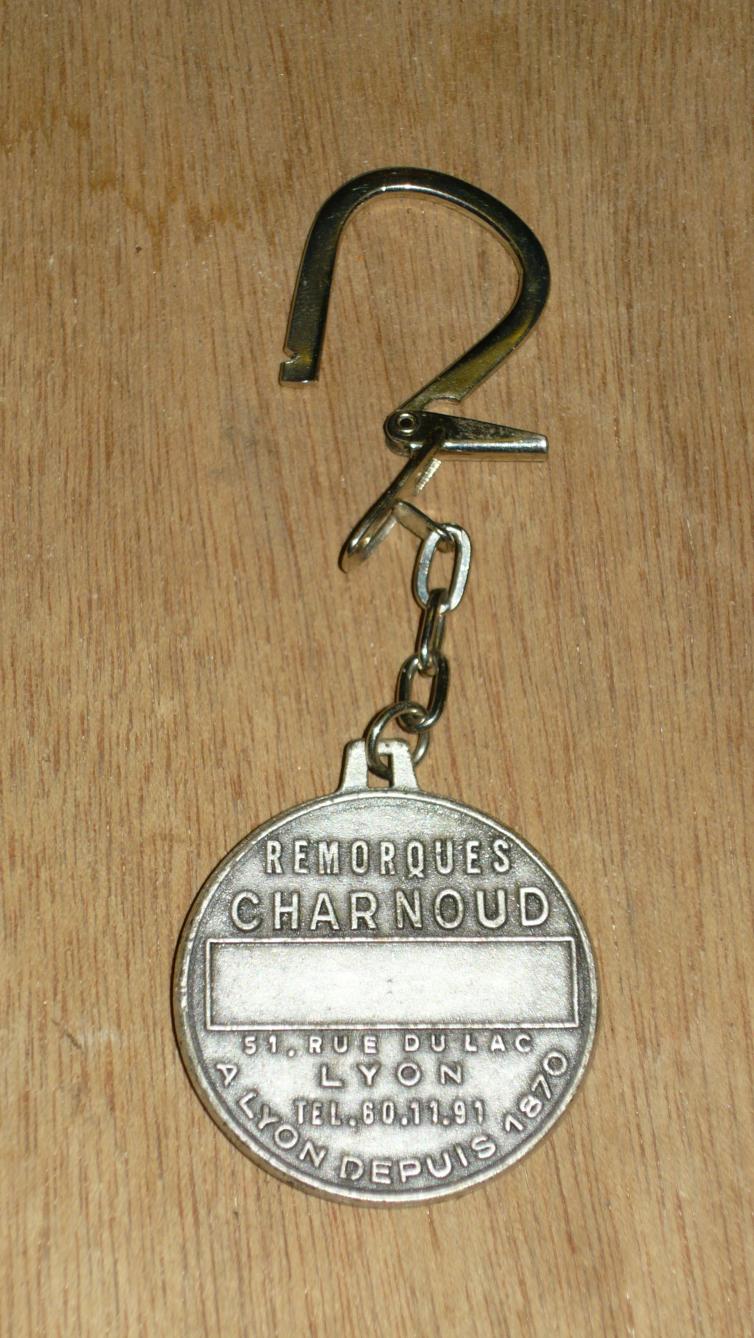 REMORQUES
CHARNOUD
51, RUE DU LAC
LYON
TEL. 60.11.91
A LYON DEPUIS 1870